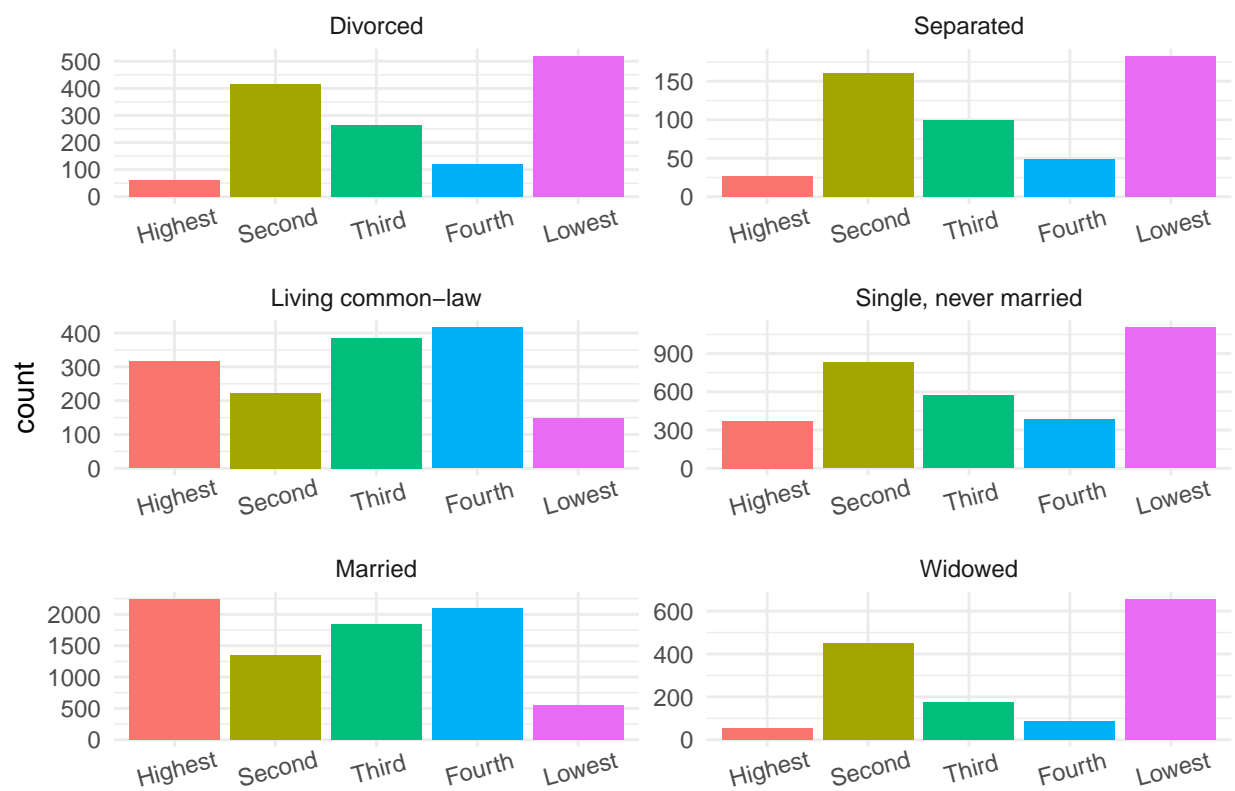 Divorced
Separated
500
400
300
200
100
0
150
100
50
0
Highest Second Third Fourth Lowest
Highest Second Third Fourth Lowest
Living common−law
Single, never married
count
400
300
200
100
0
900
600
300
0
Highest Second Third Fourth Lowest
Highest Second Third Fourth Lowest
Married
Widowed
2000
1500
1000
500
0
600
400
200
0
Highest Second Third Fourth Lowest
Highest Second Third Fourth Lowest